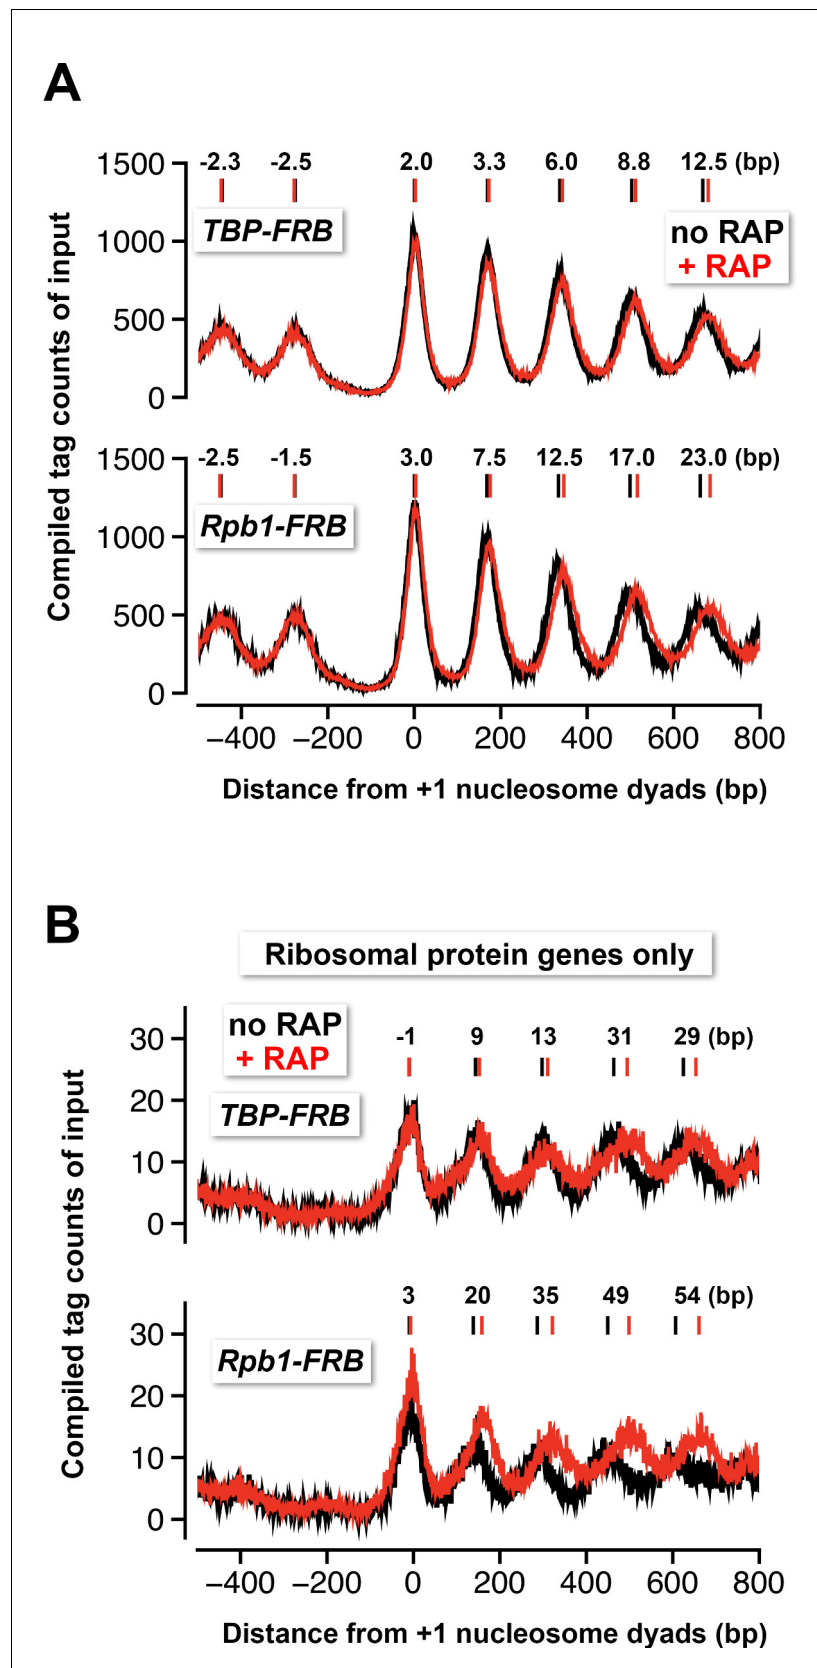 A
1500 -2.3 -2.5 2.0 3.3 6.0 8.8 12.5 (bp)
TBP-FRB
no RAP
+ RAP
1000
500
0
Compiled tag counts of input
1500 -2.5 -1.5 3.0 7.5 12.5 17.0 23.0 (bp)
Rpb1-FRB
1000
500
0
−400 −200 0 200 400 600 800
Distance from +1 nucleosome dyads (bp)
B
Ribosomal protein genes only
no RAP
+ RAP
-1 9 13 31 29 (bp)
TBP-FRB
30
20
10
0
Compiled tag counts of input
3 20 35 49 54 (bp)
Rpb1-FRB
30
20
10
0
−400 −200 0 200 400 600 800
Distance from +1 nucleosome dyads (bp)